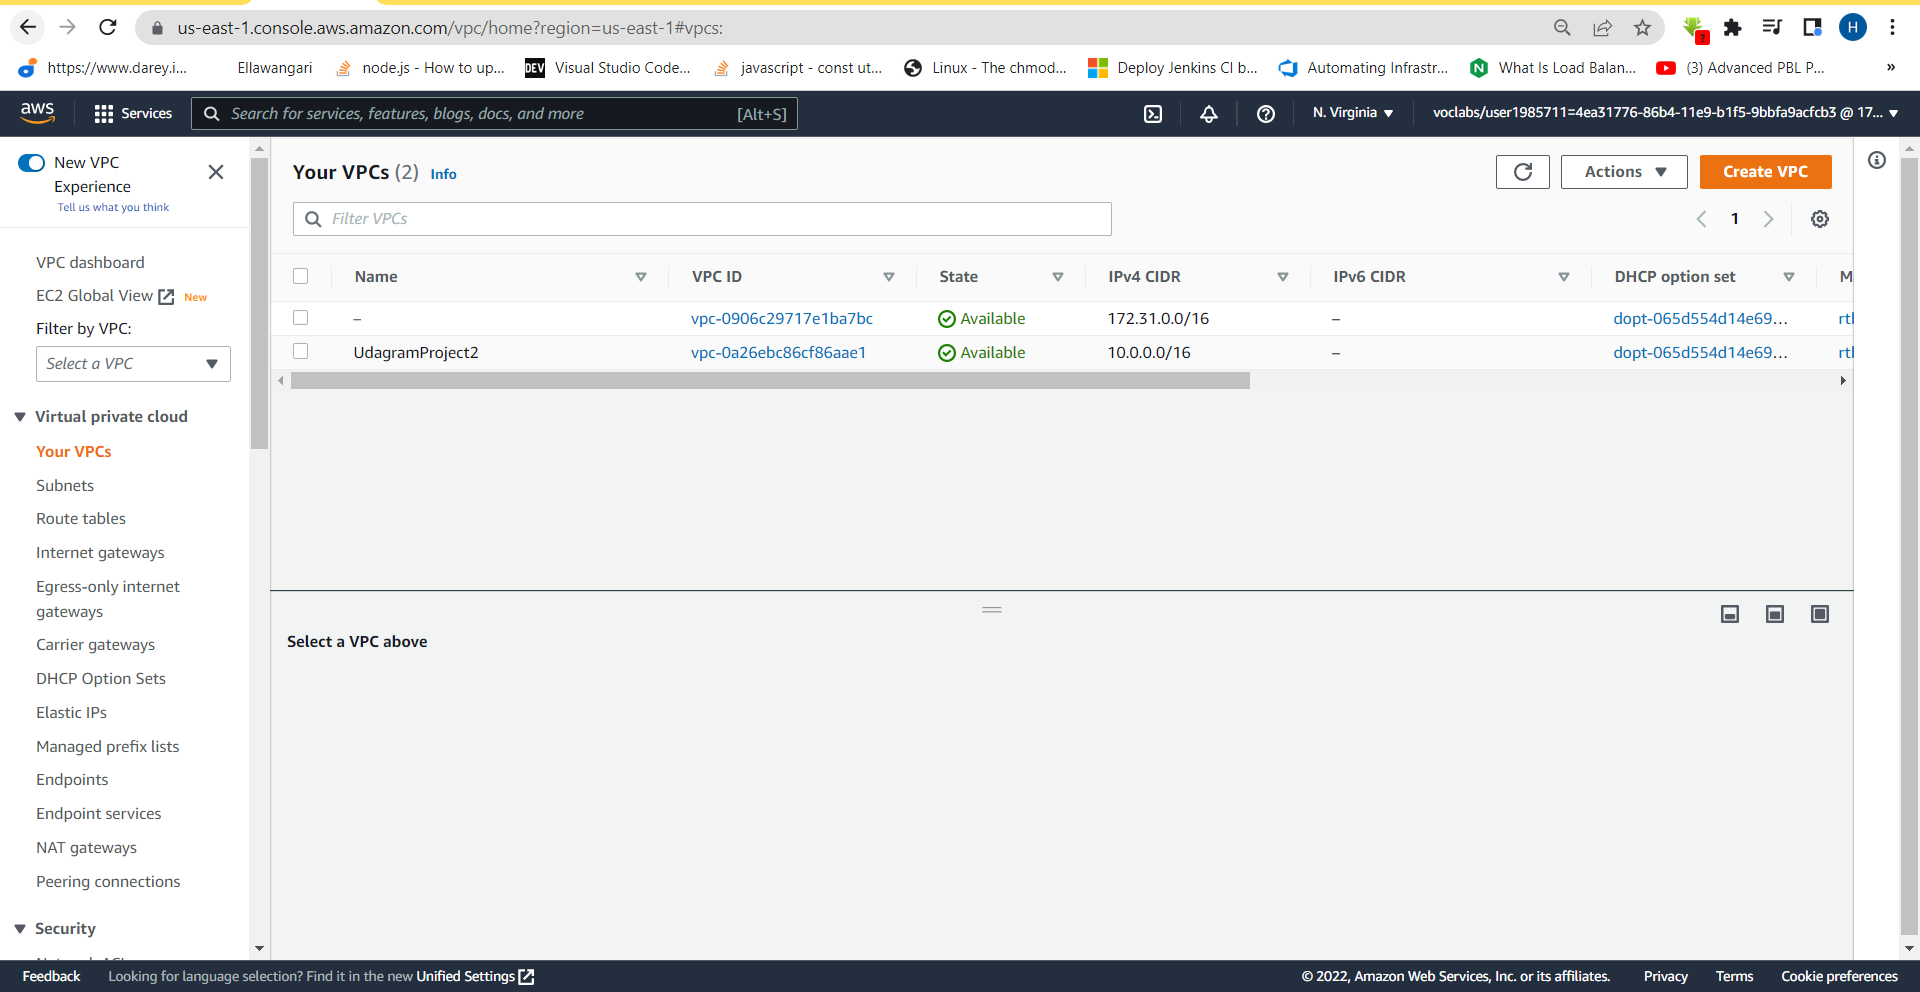 us-east-1.console.aws.amazon.com/vpc/home?region=us-east-1#vpcs:
?
H
https://www.darey.i...
Ellawangari
node.js - How to up...
DEV
Visual Studio Code...
javascript - const ut...
Linux - The chmod...
Deploy Jenkins CI b...
Automating Infrastr...
N
What Is Load Balan...
(3) Advanced PBL P...
»
aws
Services
Search for services, features, blogs, docs, and more
[Alt+S]
N. Virginia
voclabs/user1985711=4ea31776-86b4-11e9-b1f5-9bbfa9acfcb3 @ 17...
New VPC
Experience
Tell us what you think
VPC dashboard
EC2 Global View New
Filter by VPC:
Select a VPC
Virtual private cloud
Your VPCs
Subnets
Route tables
Internet gateways
Egress-only internet
gateways
Carrier gateways
DHCP Option Sets
Elastic IPs
Managed prefix lists
Endpoints
Endpoint services
NAT gateways
Peering connections
Security
Your VPCs (2) Info
Actions
Create VPC
Filter VPCs
1
Name VPC ID State IPv4 CIDR IPv6 CIDR DHCP option set M
– vpc-0906c29717e1ba7bc Available 172.31.0.0/16 – dopt-065d554d14e69... rtl
UdagramProject2 vpc-0a26ebc86cf86aae1 Available 10.0.0.0/16 – dopt-065d554d14e69... rtl
Select a VPC above
Feedback
Looking for language selection? Find it in the new Unified Settings
© 2022, Amazon Web Services, Inc. or its affiliates.
Privacy
Terms
Cookie preferences